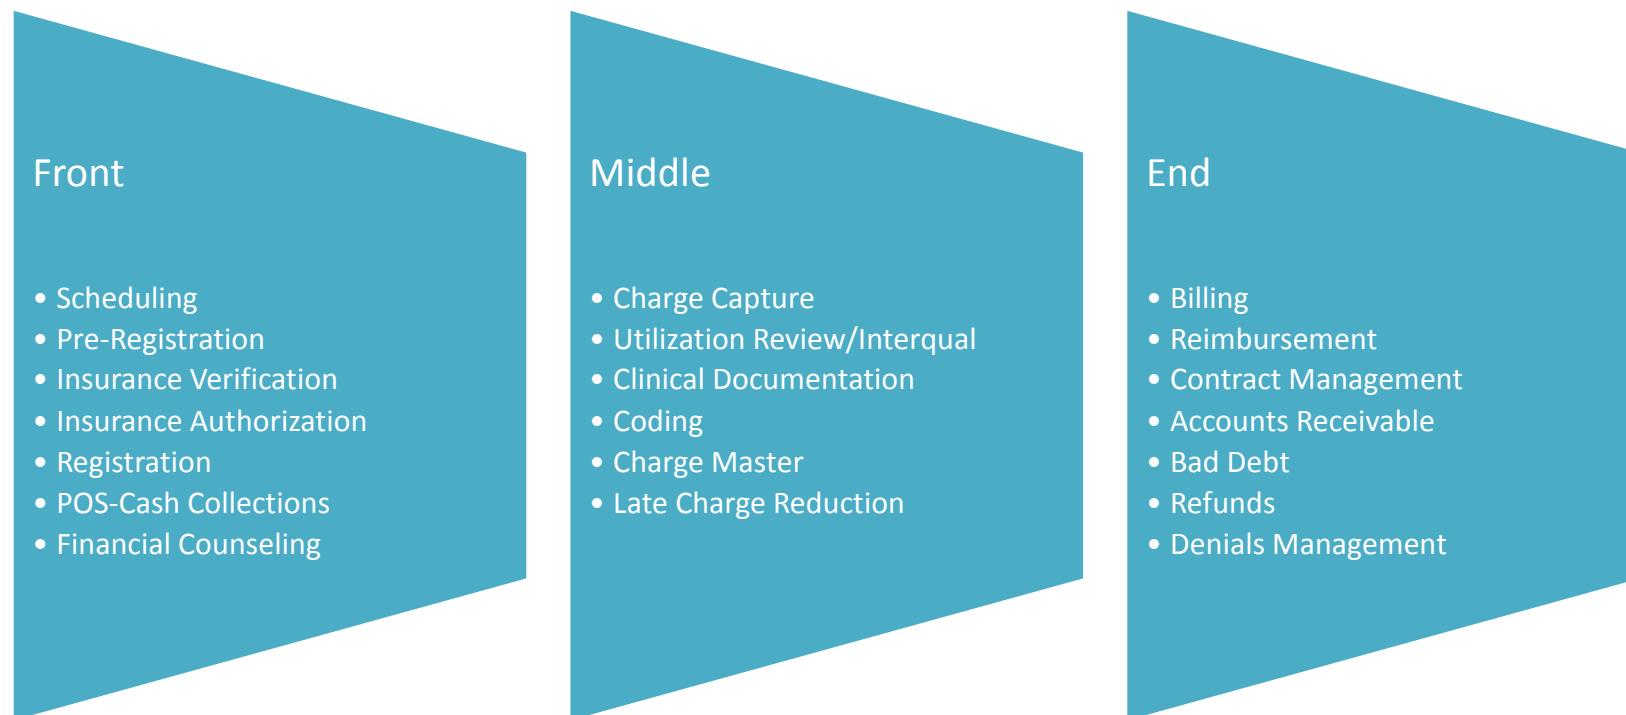 Front
• Scheduling
• Pre-Registration
• Insurance Verification
• Insurance Authorization
• Registration
• POS-Cash Collections
• Financial Counseling
Middle
• Charge Capture
• Utilization Review/Interqual
• Clinical Documentation
• Coding
• Charge Master
• Late Charge Reduction
End
• Billing
• Reimbursement
• Contract Management
• Accounts Receivable
• Bad Debt
• Refunds
• Denials Management